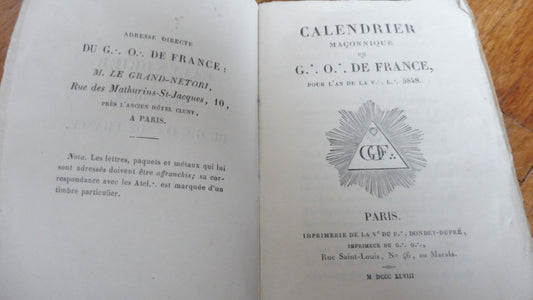 ADRESSE DIRECTE
DU G.·. O.·. DE FRANCE :
M. LE GRAND-NETORI,
Rue des Mathurins-St-Jacques, 10,
PRÈS L'ANCIEN HÔTEL CLUNY,
A PARIS.
Nota. Les lettres, paquets et métaux qui lui
sont adressés doivent être affranchis; sa cor-
respondance avec les Atel.·. est marquée d'un
timbre particulier.
CALENDRIER
MAÇONNIQUE
DU
G.·. O.·. DE FRANCE,
POUR L'AN DE LA V.·. L.·. 5848.
GODF.·.
PARIS.
IMPRIMERIE DE LA Vᵉ DU F.·. DONDEY-DUPRÉ,
IMPRIMEUR DU G.·. O.·.,
Rue Saint-Louis, No 46, au Marais.
M DCCC XLVIII